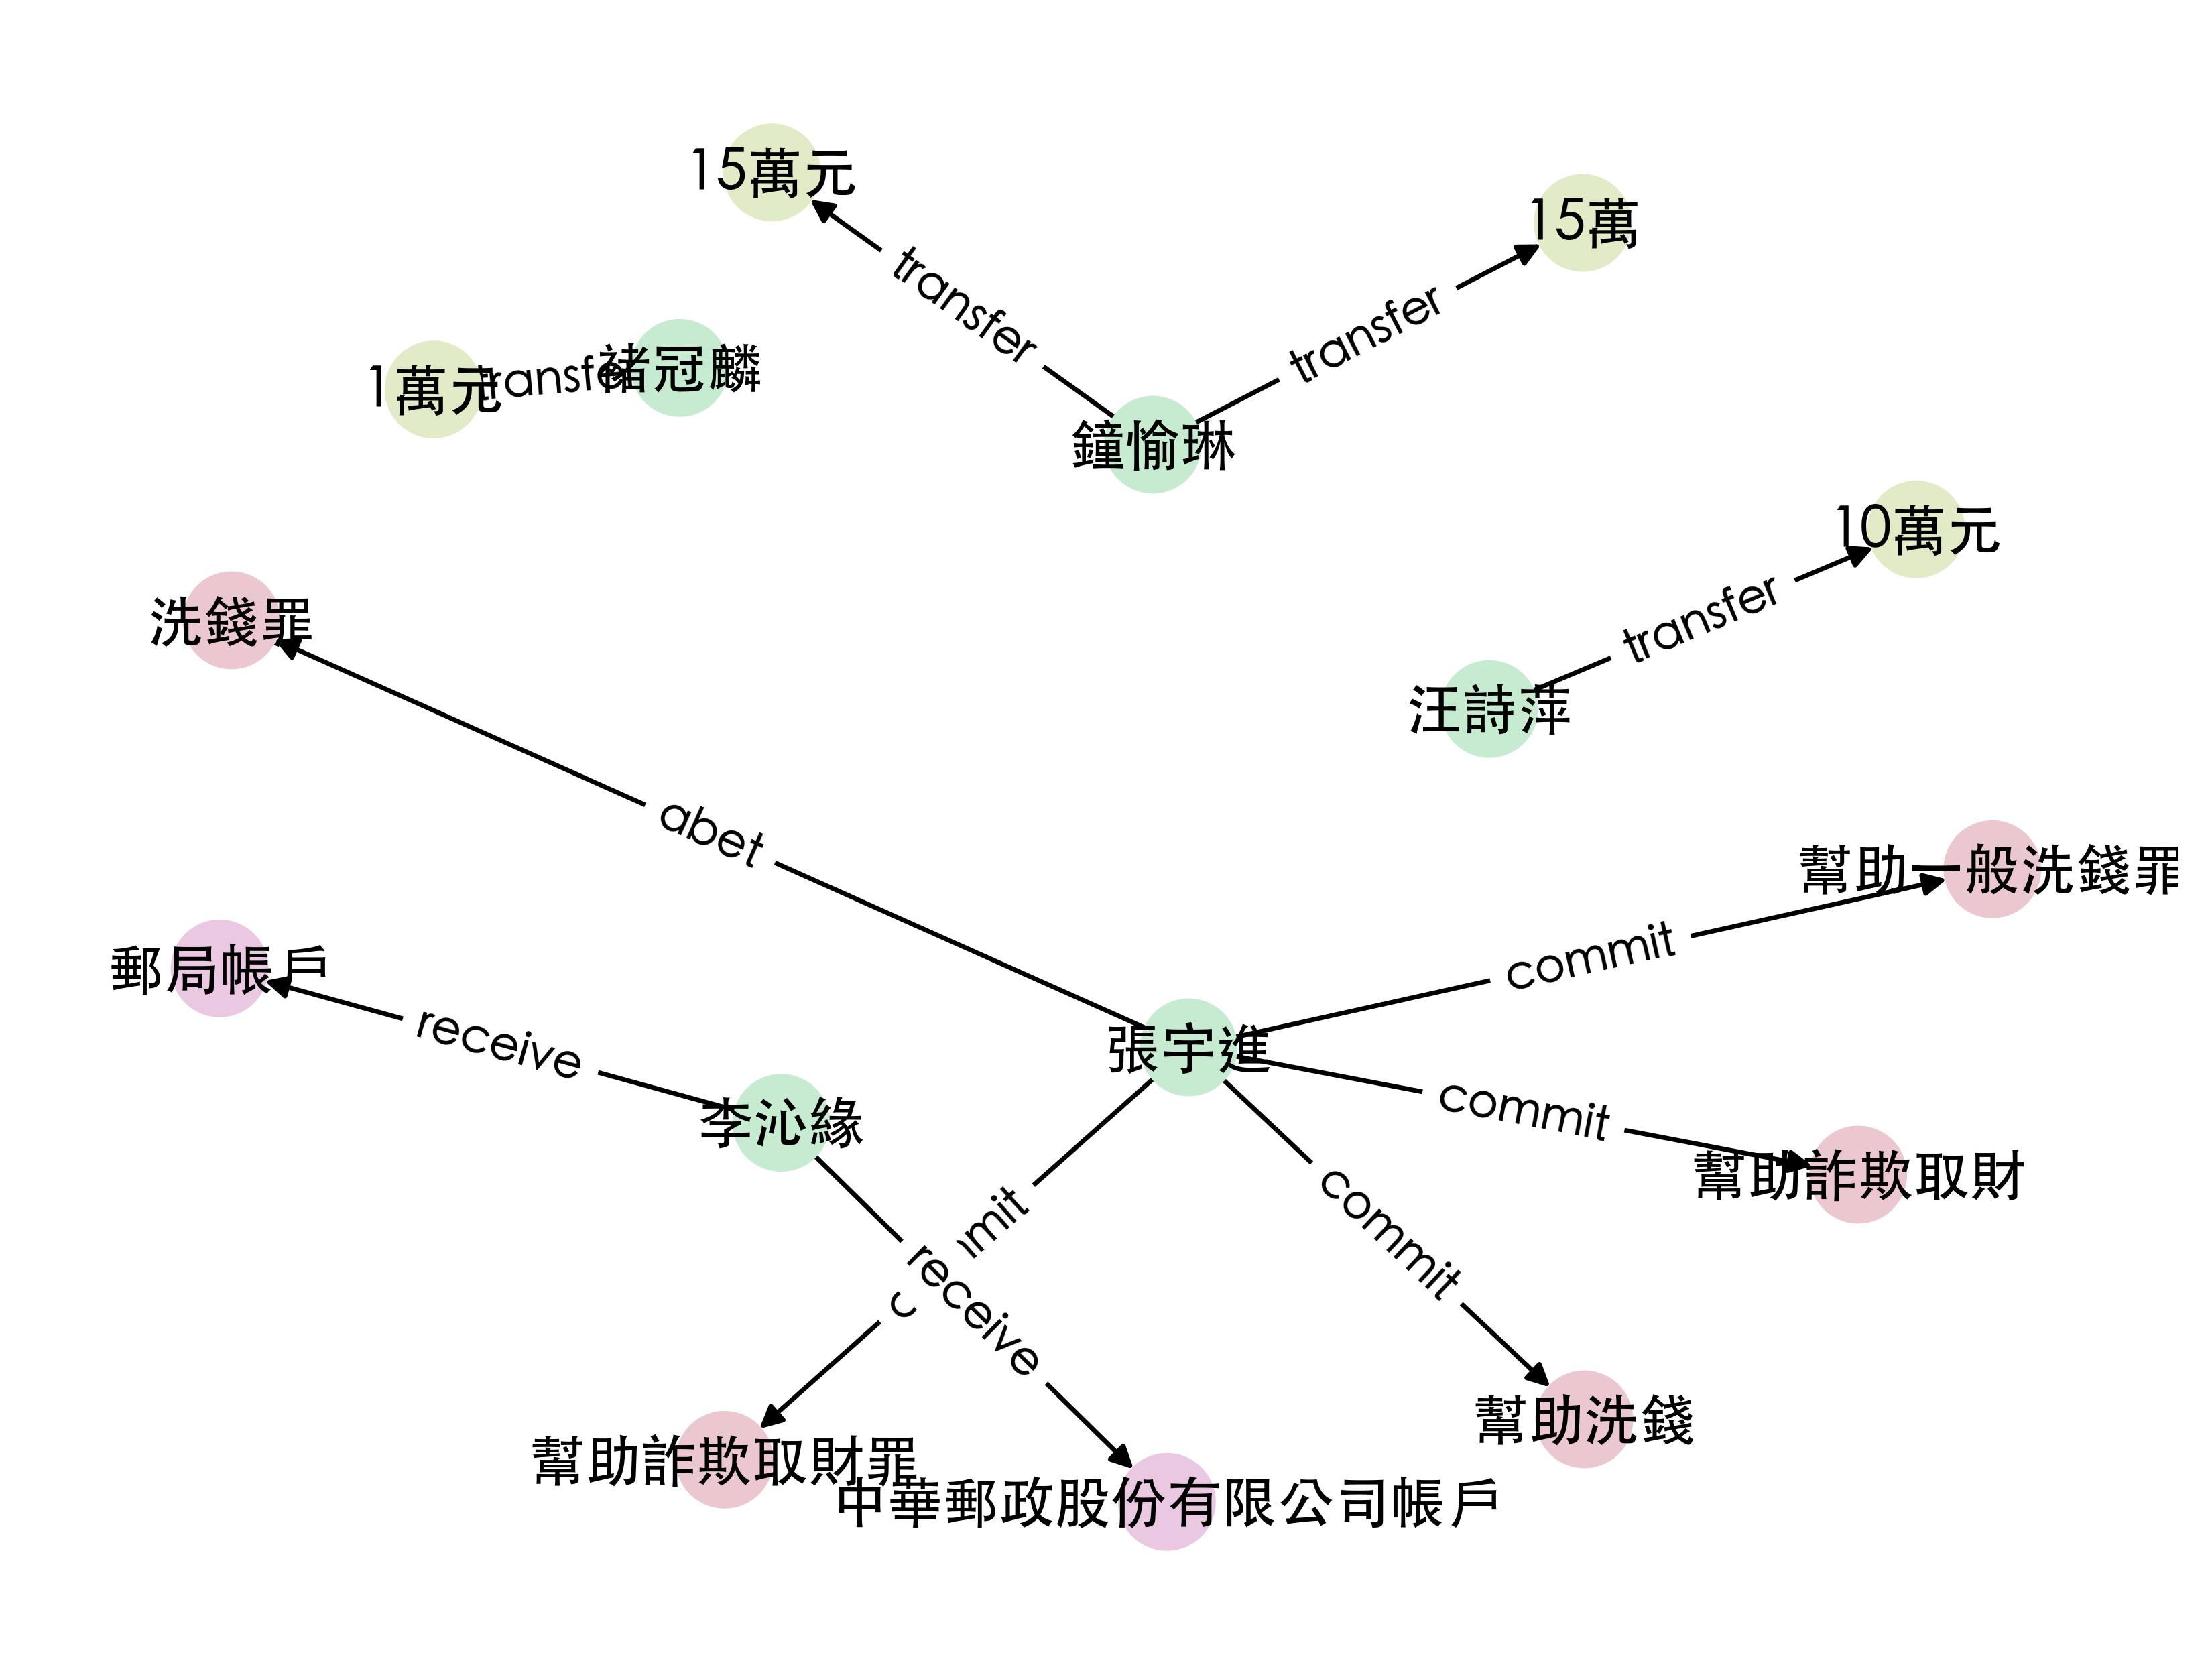 15萬元
15萬
transfer
transfer
1萬元
褚冠麟
鐘愉琳
10萬元
transfer
洗錢罪
汪詩萍
abet
幫助一般洗錢罪
commit
郵局帳戶
receive
張宇進
commit
李沁緣
幫助詐欺取財
commit
receive
幫助洗錢
幫助詐欺取財罪
中華郵政股份有限公司帳戶